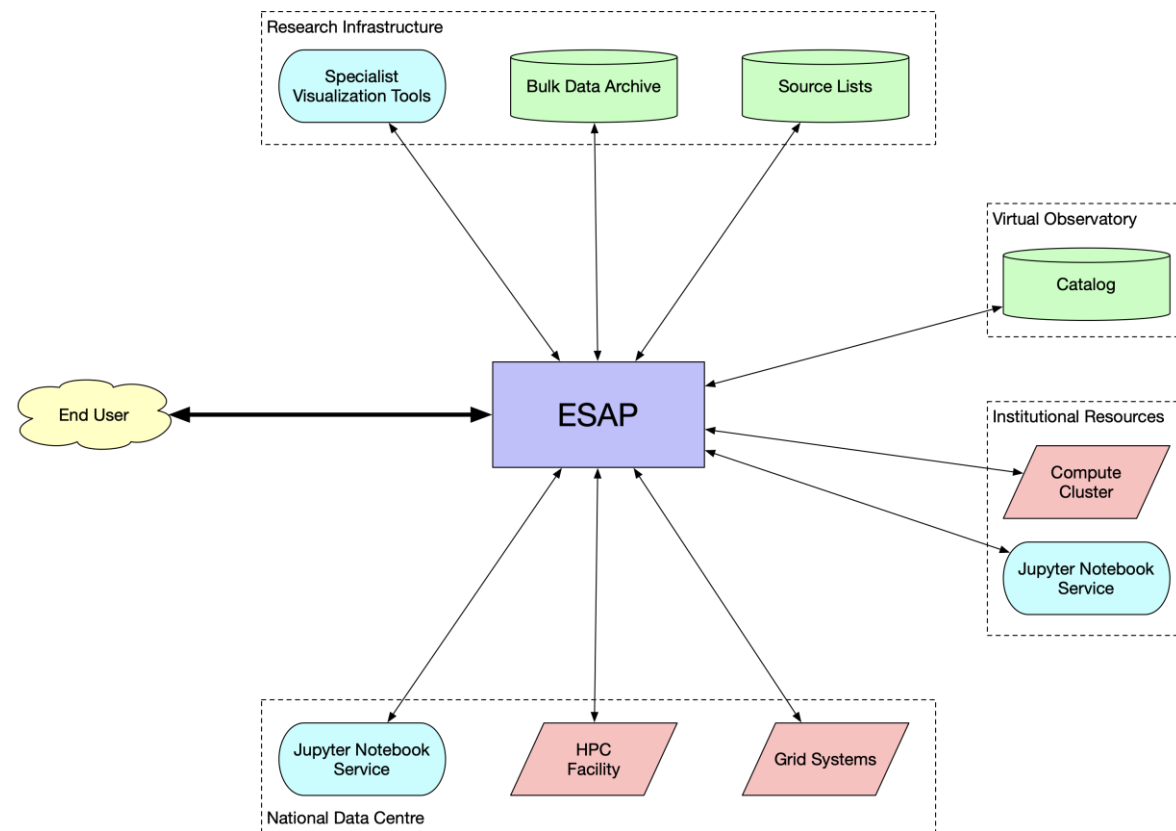 Research Infrastructure
Specialist
Visualization Tools
Bulk Data Archive
Source Lists
Virtual Observatory
Catalog
End User
ESAP
Institutional Resources
Compute
Cluster
Jupyter Notebook
Service
Jupyter Notebook
Service
HPC
Facility
Grid Systems
National Data Centre